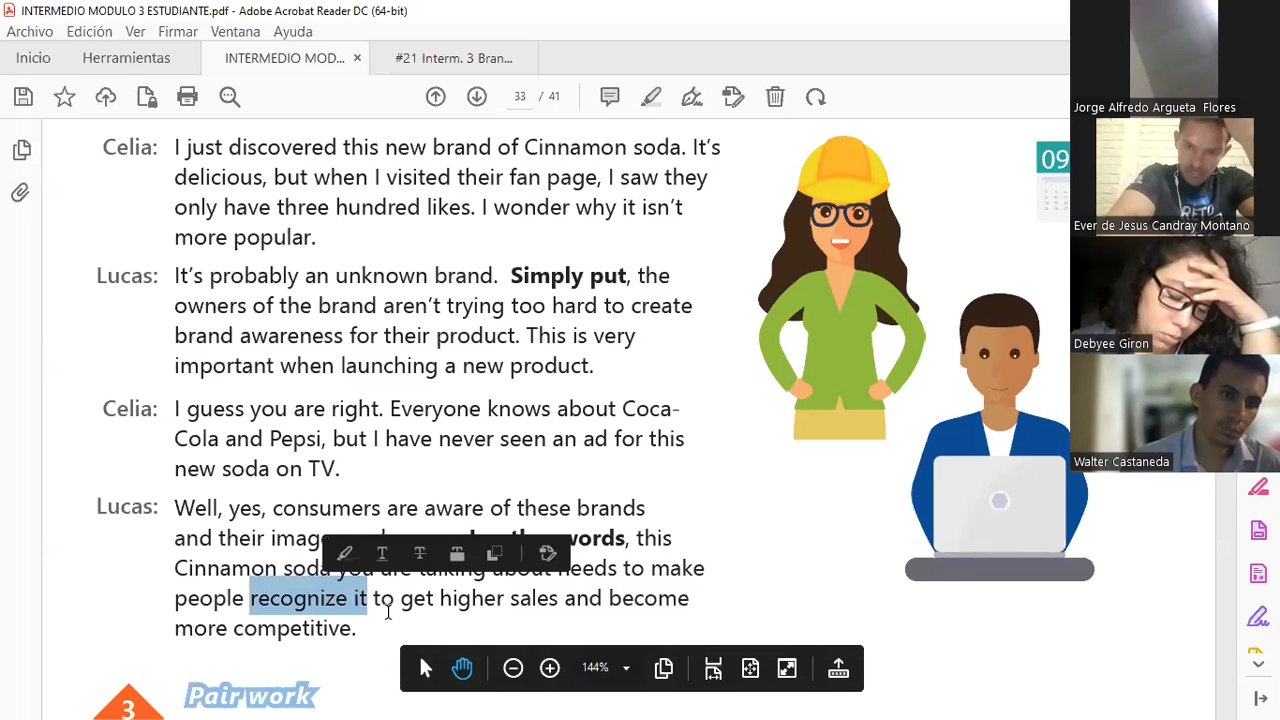 INTERMEDIO MODULO 3 ESTUDIANTE.pdf - Adobe Acrobat Reader DC (64-bit)
Archivo Edición Ver Firmar Ventana Ayuda
Inicio Herramientas INTERMEDIO MOD... × #21 Interm. 3 Bran...
33 / 41
Celia: I just discovered this new brand of Cinnamon soda. It's
delicious, but when I visited their fan page, I saw they
only have three hundred likes. I wonder why it isn't
more popular.
Lucas: It's probably an unknown brand. Simply put, the
owners of the brand aren't trying too hard to create
brand awareness for their product. This is very
important when launching a new product.
Celia: I guess you are right. Everyone knows about Coca-
Cola and Pepsi, but I have never seen an ad for this
new soda on TV.
Lucas: Well, yes, consumers are aware of these brands
and their image words, this
Cinnamon soda you are talking about needs to make
people recognize it to get higher sales and become
more competitive.
144%
3 Pair work
09
Jorge Alfredo Argueta Flores
Ever de Jesus Candray Montano
Debyee Giron
Walter Castaneda